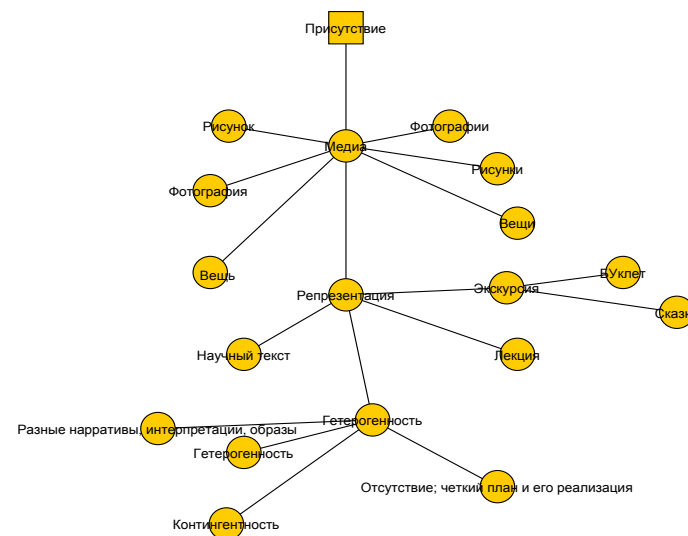 Присутствие
Рисунок
Фотографии
Медиа
Рисунки
Фотография
Вещи
Вещь
БУклет
Экскурсия
Репрезентация
Сказк
Научный текст
Лекция
Гетерогенность
Разные нарративы, интерпретации, образы
Гетерогенность
Отсутствие; четкий план и его реализация
Контингентность